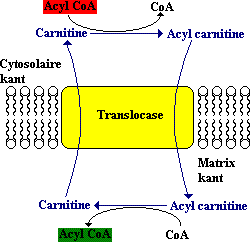 Acyl CoA CoA
Carnitine Acyl carnitine
Cytosolaire
kant
Translocase
Matrix
kant
Carnitine Acyl carnitine
Acyl CoA CoA